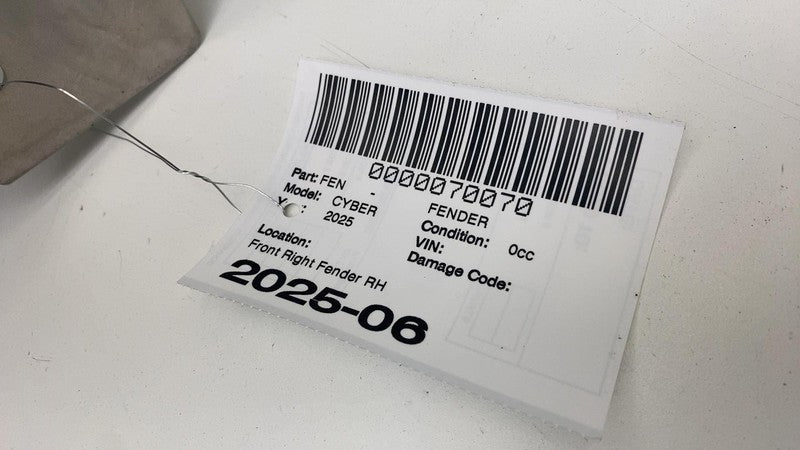 0000070070
Part: FEN - FENDER
Model: CYBER Condition: 0cc
2025 VIN:
Location: Damage Code:
Front Right Fender RH
2025-06